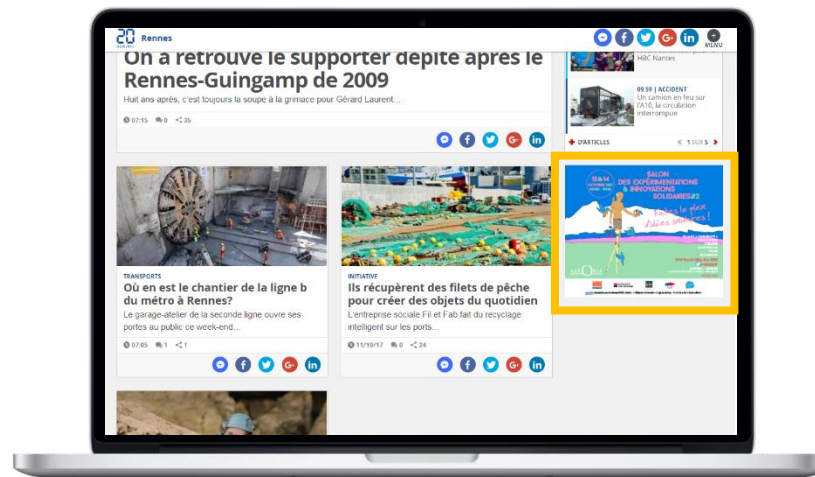 20
Rennes
MENU
On a retrouvé le supporter dépité après le
Rennes-Guingamp de 2009
Huit ans après, c'est toujours la soupe à la grimace pour Gérard Laurent...
07:15 0 35
HBC Nantes
09:59 | ACCIDENT
Un camion en feu sur
l'A10, la circulation
interrompue
D'ARTICLES
1 SUR 5
SALON
DES EXPÉRIMENTATIONS
& INNOVATIONS
SOLIDAIRES#2
13&14
Faites le plein
d'idées solidaires !
TRANSPORTS
Où en est le chantier de la ligne b
du métro à Rennes?
Le garage-atelier de la seconde ligne ouvre ses
portes au public ce week-end...
07:05 1 1
INITIATIVE
Ils récupèrent des filets de pêche
pour créer des objets du quotidien
L'entreprise sociale Fil et Fab fait du recyclage
intelligent sur les ports...
11/10/17 0 24